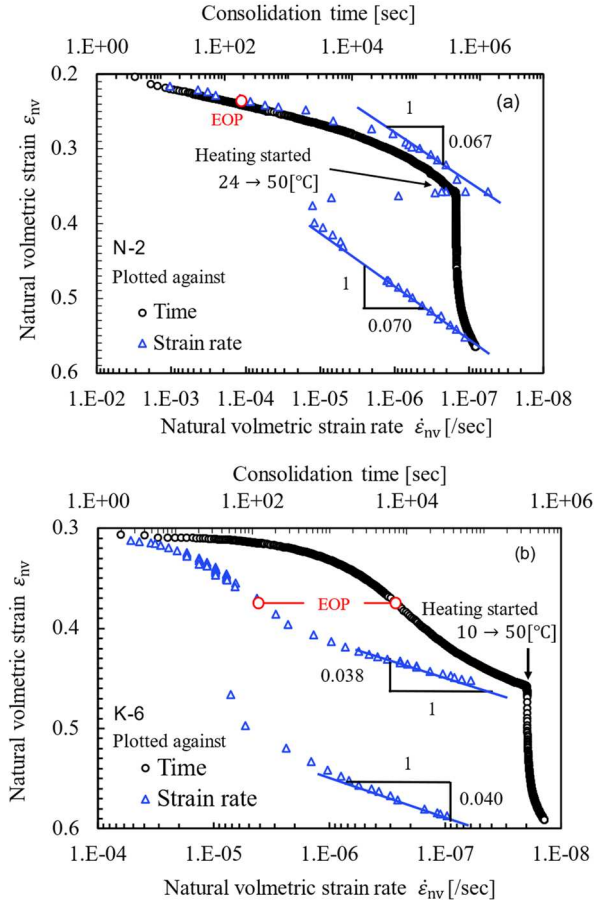 Consolidation time [sec]
1.E+00 1.E+02 1.E+04 1.E+06
0.2
0.3
0.4
0.5
0.6
Natural volumetric strain εnv
(a)
EOP
1
0.067
Heating started
24 → 50[℃]
N-2
Plotted against
Time
Strain rate
1
0.070
1.E-02 1.E-03 1.E-04 1.E-05 1.E-06 1.E-07 1.E-08
Natural volmetric strain rate ε̇nv [/sec]
Consolidation time [sec]
1.E+00 1.E+02 1.E+04 1.E+06
0.3
0.4
0.5
0.6
Natural volmetric strain εnv
(b)
EOP
Heating started
10 → 50[℃]
0.038
1
K-6
Plotted against
Time
Strain rate
1
0.040
1.E-04 1.E-05 1.E-06 1.E-07 1.E-08
Natural volmetric strain rate ε̇nv [/sec]